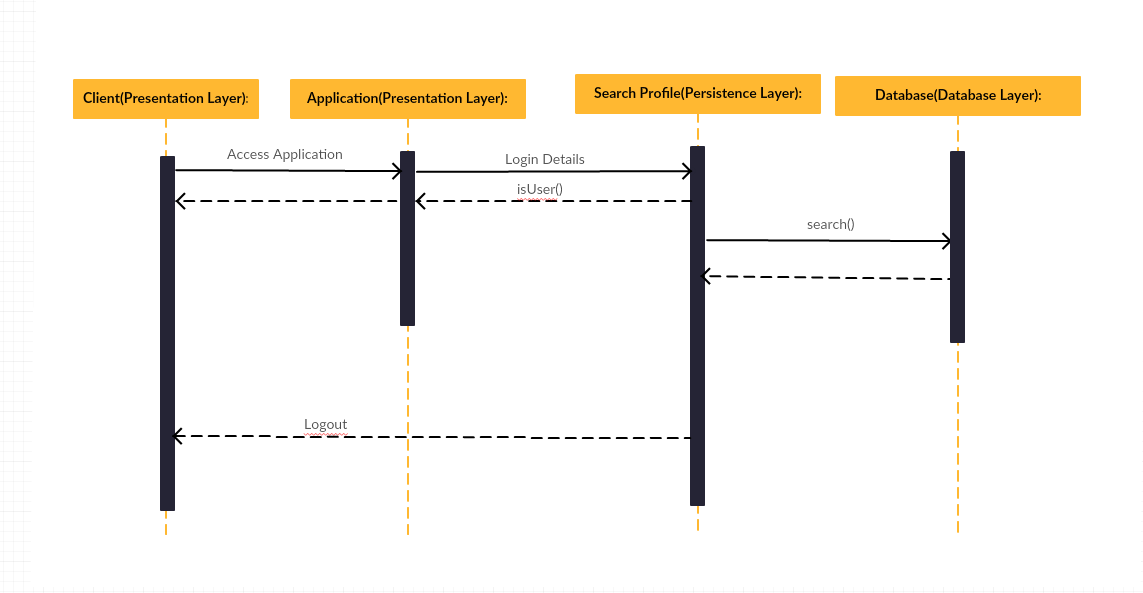 Client(Presentation Layer):
Application(Presentation Layer):
Search Profile(Persistence Layer):
Database(Database Layer):
Access Application
Login Details
isUser()
search()
Logout